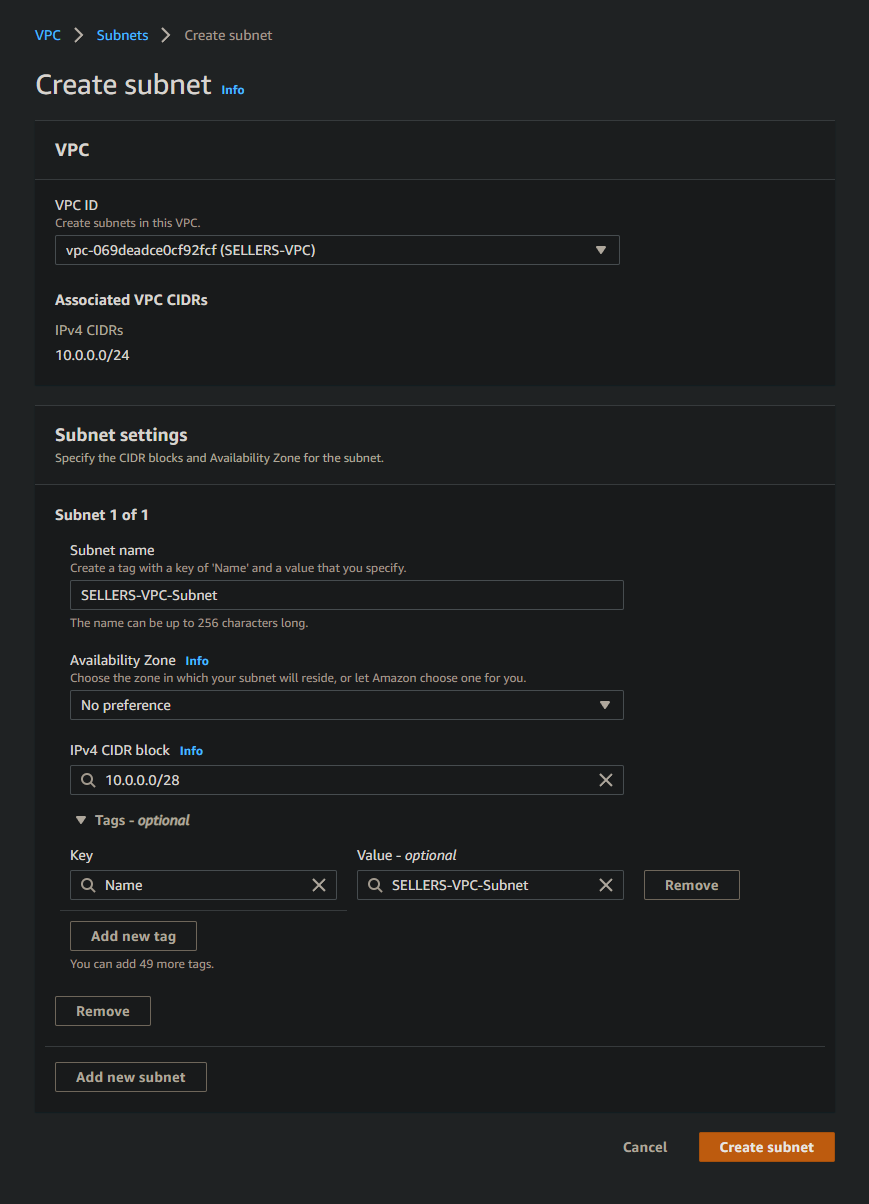 VPC > Subnets > Create subnet
Create subnet Info
VPC
VPC ID
Create subnets in this VPC.
vpc-069deadce0cf92fcf (SELLERS-VPC)
Associated VPC CIDRs
IPv4 CIDRs
10.0.0.0/24
Subnet settings
Specify the CIDR blocks and Availability Zone for the subnet.
Subnet 1 of 1
Subnet name
Create a tag with a key of 'Name' and a value that you specify.
SELLERS-VPC-Subnet
The name can be up to 256 characters long.
Availability Zone Info
Choose the zone in which your subnet will reside, or let Amazon choose one for you.
No preference
IPv4 CIDR block Info
10.0.0.0/28
Tags - optional
Key Value - optional
Name SELLERS-VPC-Subnet Remove
Add new tag
You can add 49 more tags.
Remove
Add new subnet
Cancel Create subnet